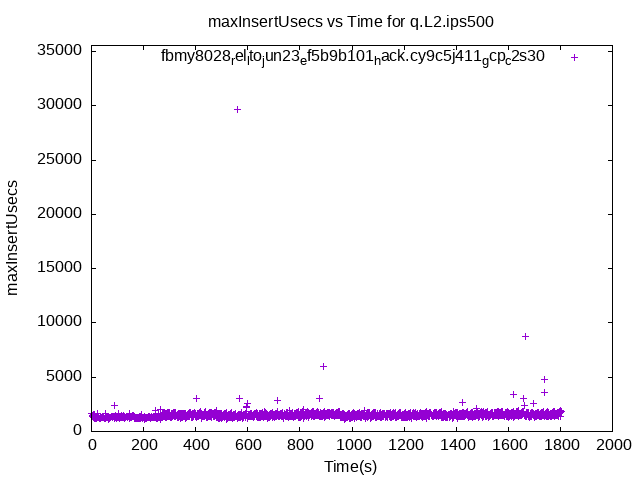 maxInsertUsecs vs Time for q.L2.ips500
fbmy8028relltojun23ef5b9b101hack.cy9c5j411gcpc2s30
35000
30000
25000
20000
15000
10000
5000
0
maxInsertUsecs
0 200 400 600 800 1000 1200 1400 1600 1800 2000
Time(s)